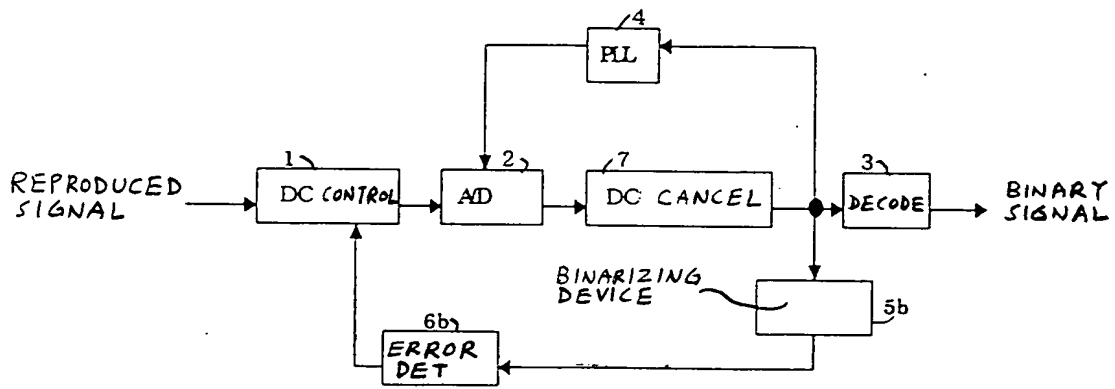 4
PLL
REPRODUCED
SIGNAL
1
DC CONTROL
2
A/D
7
DC CANCEL
3
DECODE
BINARY
SIGNAL
BINARIZING
DEVICE
5b
6b
ERROR
DET